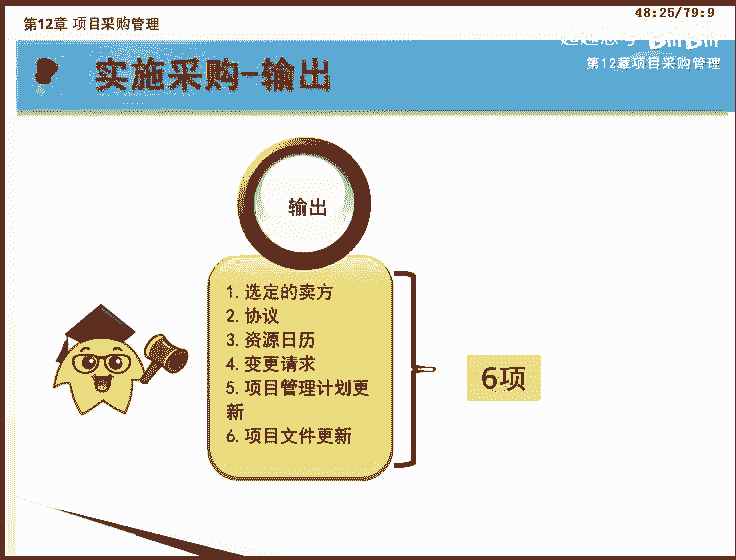 第12章 项目采购管理
48:25/79:9
第12章项目采购管理
实施采购-输出
输出
1.选定的卖方
2.协议
3.资源日历
4.变更请求
5.项目管理计划更
新
6.项目文件更新
6项